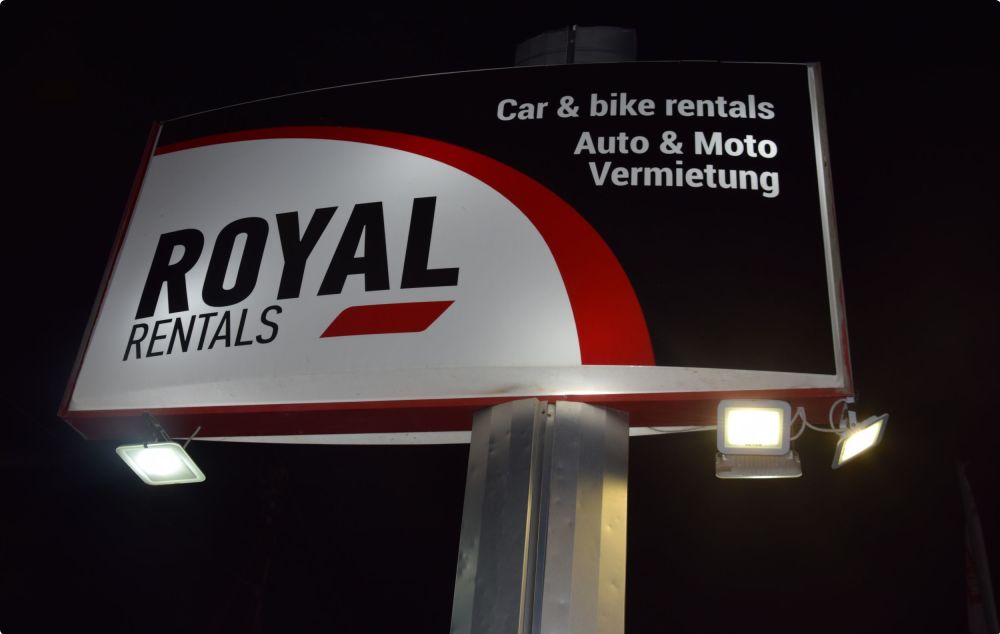 Car & bike rentals
Auto & Moto
Vermietung
ROYAL
RENTALS